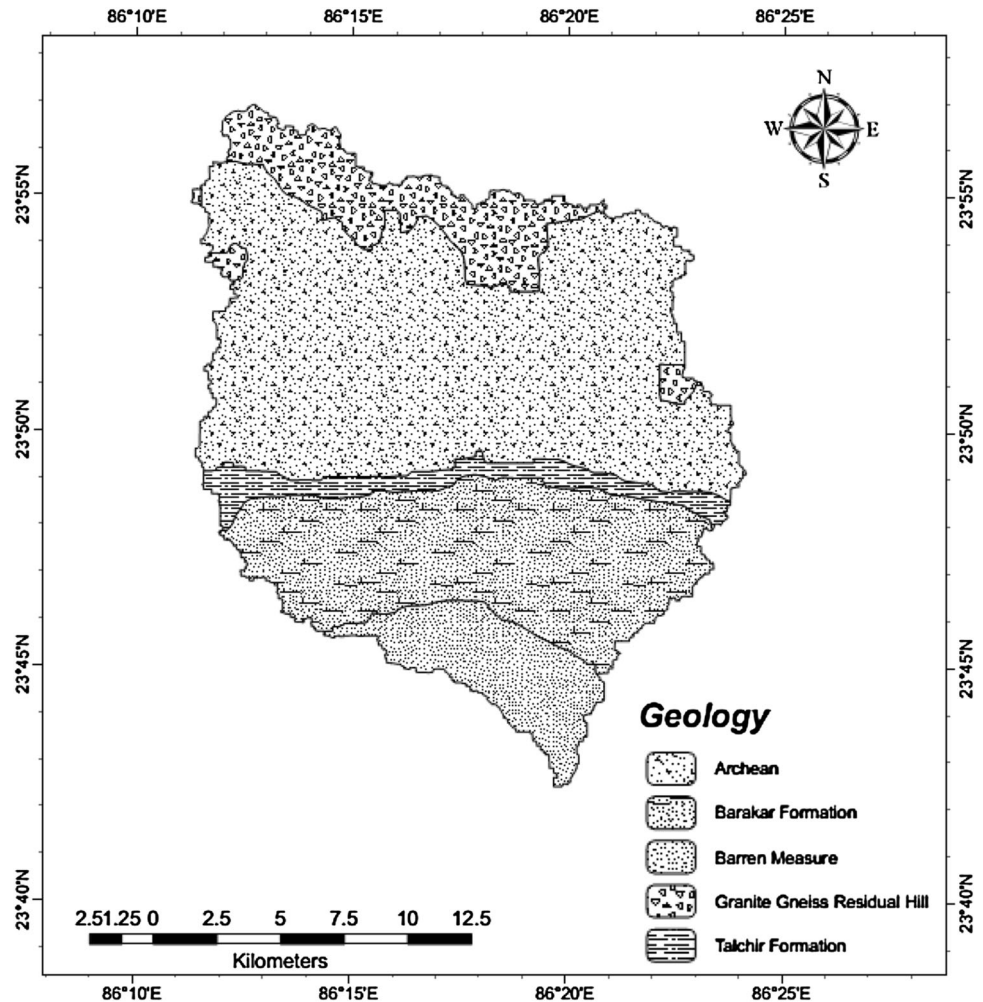 86°10'E 86°15'E 86°20'E 86°25'E
N
W E
S
23°55'N 23°55'N
23°50'N 23°50'N
23°45'N 23°45'N
Geology
Archean
Barakar Formation
Barren Measure
Granite Gneiss Residual Hill
Talchir Formation
23°40'N 23°40'N
2.51.25 0 2.5 5 7.5 10 12.5
Kilometers
86°10'E 86°15'E 86°20'E 86°25'E